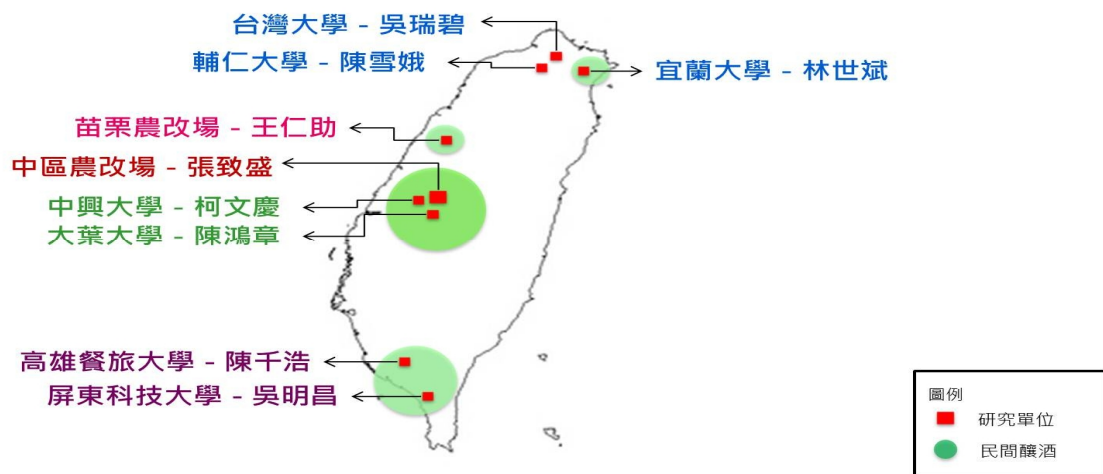 台灣大學 - 吳瑞碧
輔仁大學 - 陳雪娥
宜蘭大學 - 林世斌
苗栗農改場 - 王仁助
中區農改場 - 張致盛
中興大學 - 柯文慶
大葉大學 - 陳鴻章
高雄餐旅大學 - 陳千浩
屏東科技大學 - 吳明昌
圖例
研究單位
民間釀酒